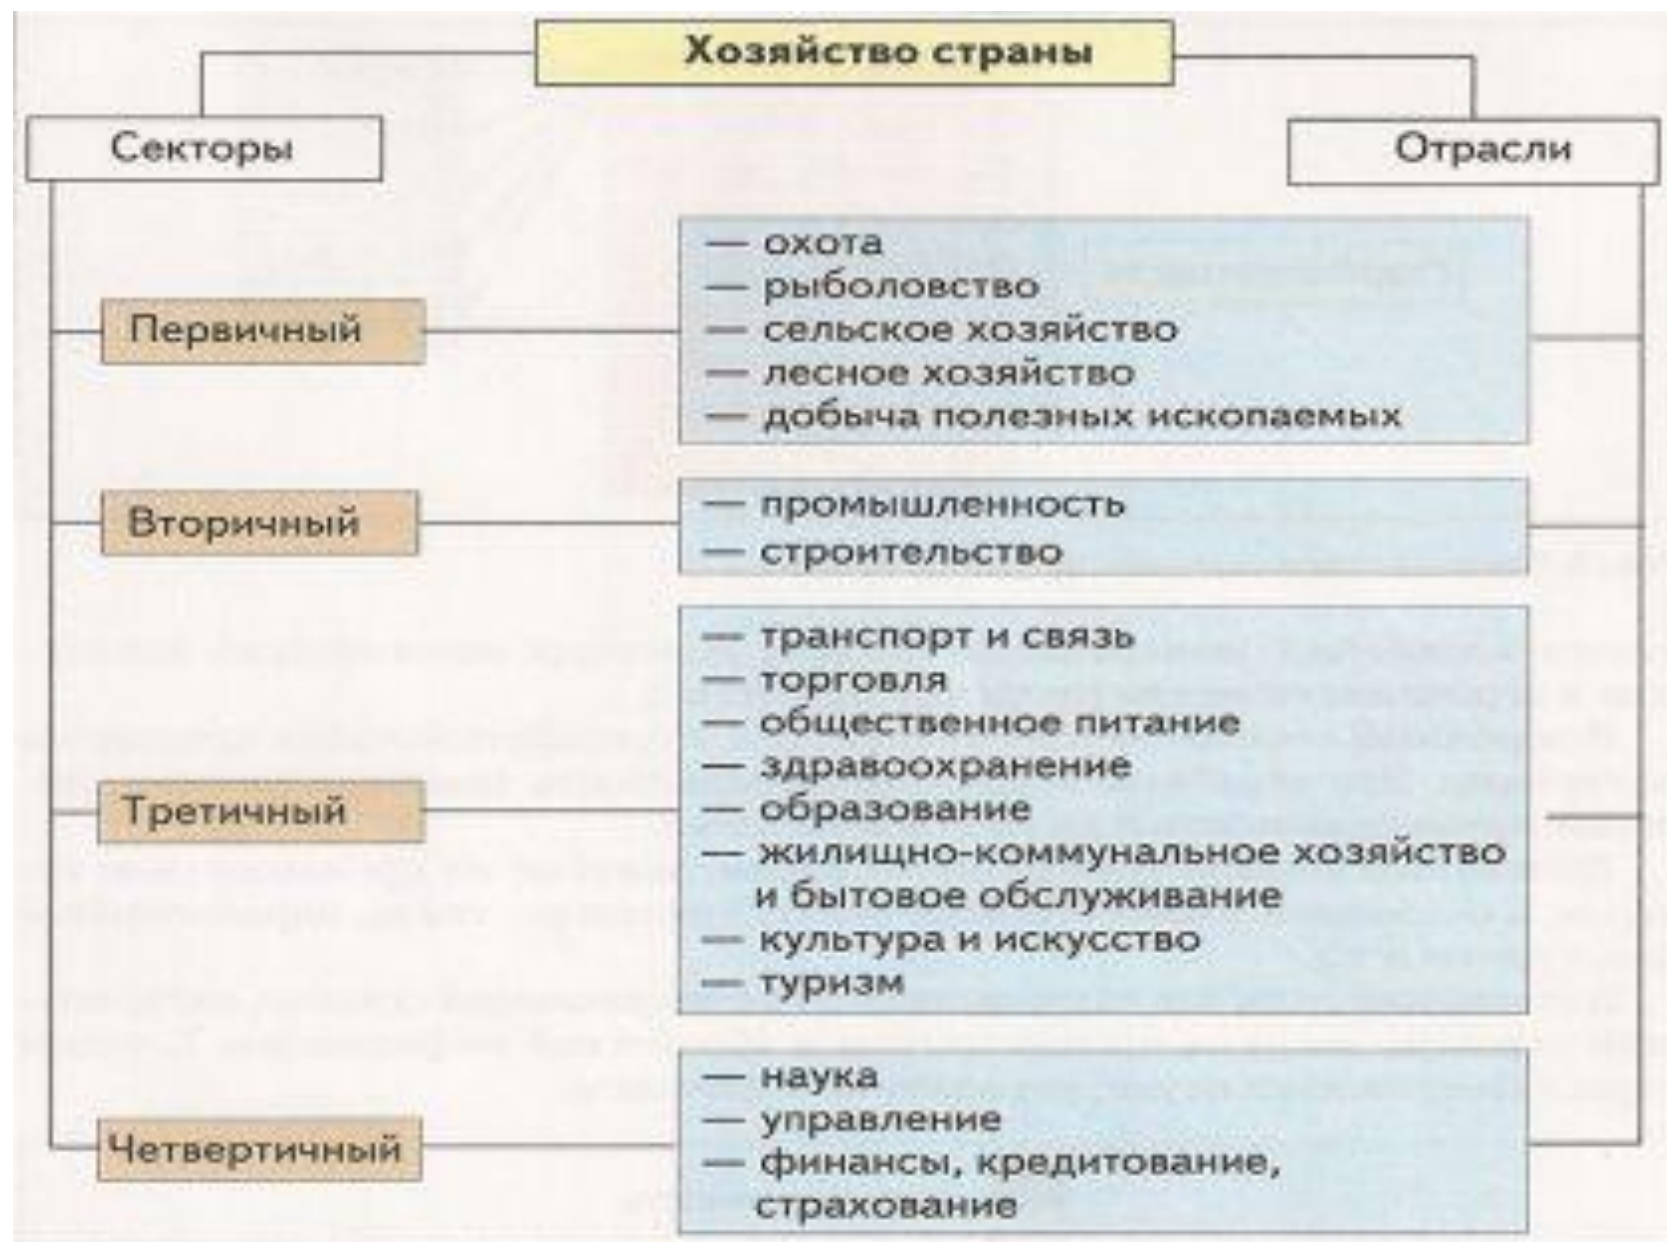 Хозяйство страны
Секторы
Отрасли
Первичный
— охота
— рыболовство
— сельское хозяйство
— лесное хозяйство
— добыча полезных ископаемых
Вторичный
— промышленность
— строительство
Третичный
— транспорт и связь
— торговля
— общественное питание
— здравоохранение
— образование
— жилищно-коммунальное хозяйство
и бытовое обслуживание
— культура и искусство
— туризм
Четвертичный
— наука
— управление
— финансы, кредитование,
страхование